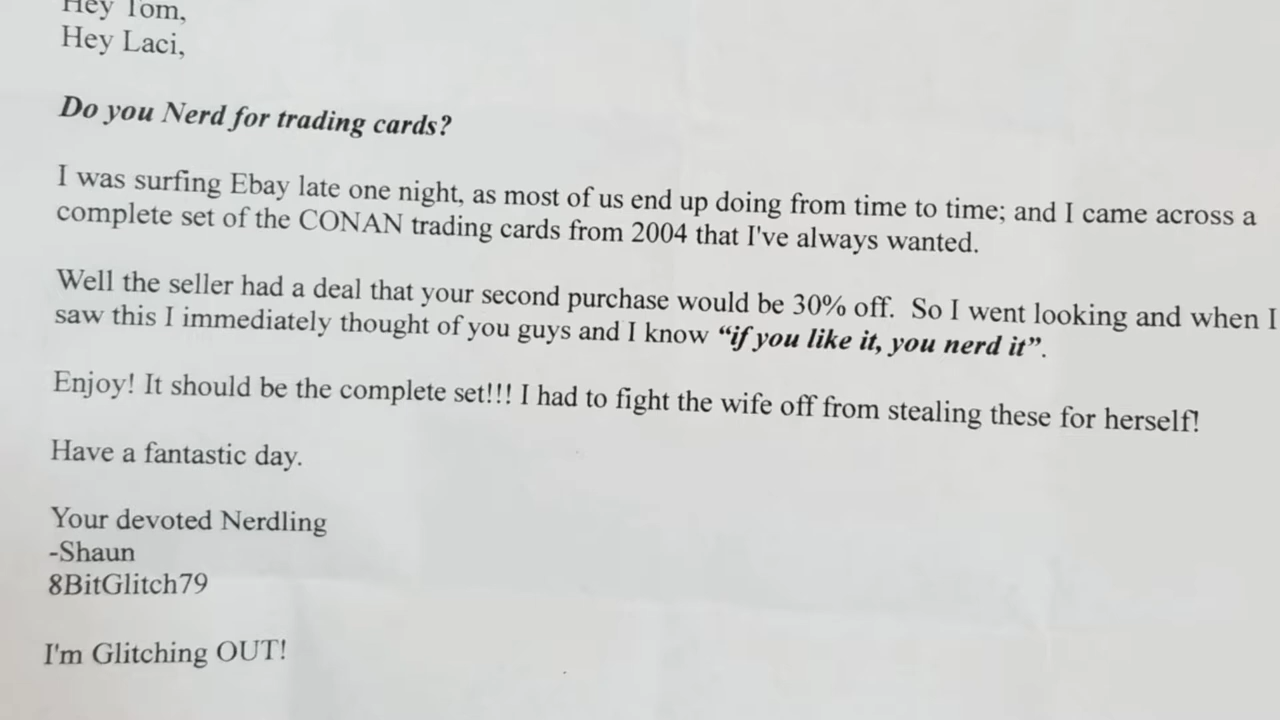 Hey Tom,
Hey Laci,
Do you Nerd for trading cards?
I was surfing Ebay late one night, as most of us end up doing from time to time; and I came across a
complete set of the CONAN trading cards from 2004 that I've always wanted.
Well the seller had a deal that your second purchase would be 30% off.  So I went looking and when I
saw this I immediately thought of you guys and I know “if you like it, you nerd it”.
Enjoy! It should be the complete set!!! I had to fight the wife off from stealing these for herself!
Have a fantastic day.
Your devoted Nerdling
-Shaun
8BitGlitch79
I'm Glitching OUT!